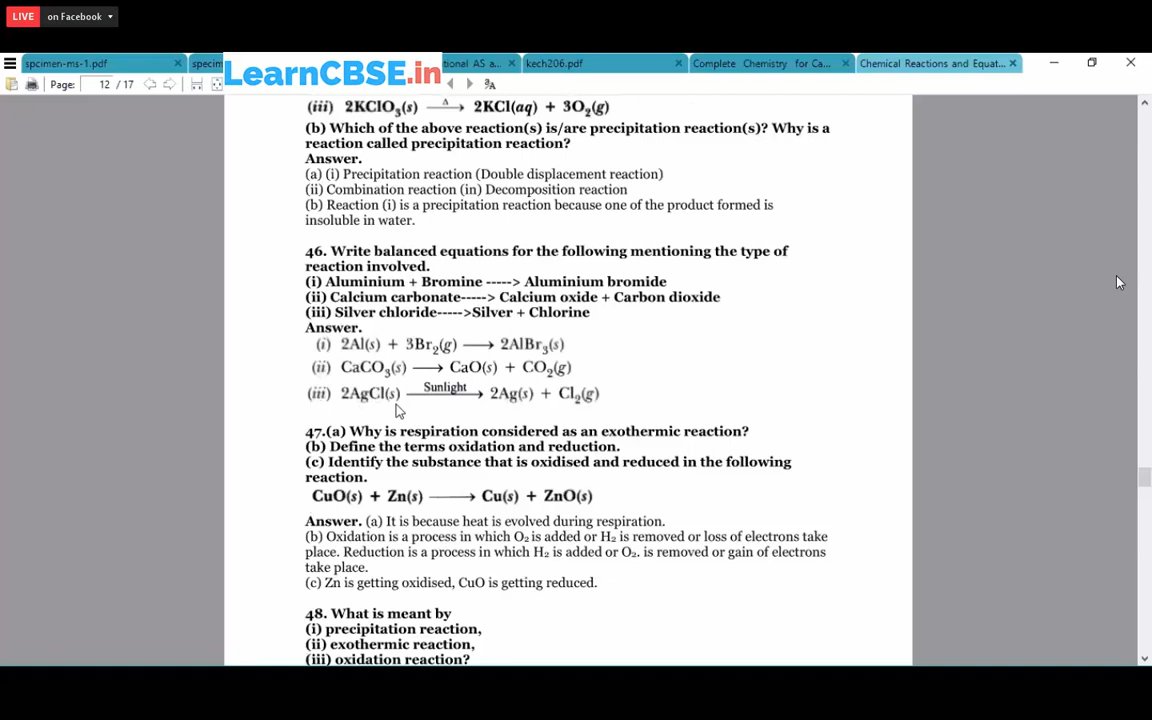 LIVE on Facebook
spcimen-ms-1.pdf
specim
LearnCBSE.in
tional AS a...
kech206.pdf
Complete Chemistry for Ca...
Chemical Reactions and Equat...
Page: 12 / 17
(iii) 2KClO₃(s) —Δ→ 2KCl(aq) + 3O₂(g)
(b) Which of the above reaction(s) is/are precipitation reaction(s)? Why is a
reaction called precipitation reaction?
Answer.
(a) (i) Precipitation reaction (Double displacement reaction)
(ii) Combination reaction (in) Decomposition reaction
(b) Reaction (i) is a precipitation reaction because one of the product formed is
insoluble in water.
46. Write balanced equations for the following mentioning the type of
reaction involved.
(i) Aluminium + Bromine -----> Aluminium bromide
(ii) Calcium carbonate-----> Calcium oxide + Carbon dioxide
(iii) Silver chloride----->Silver + Chlorine
Answer.
(i) 2Al(s) + 3Br₂(g) ⟶ 2AlBr₃(s)
(ii) CaCO₃(s) ⟶ CaO(s) + CO₂(g)
(iii) 2AgCl(s) —Sunlight→ 2Ag(s) + Cl₂(g)
47.(a) Why is respiration considered as an exothermic reaction?
(b) Define the terms oxidation and reduction.
(c) Identify the substance that is oxidised and reduced in the following
reaction.
CuO(s) + Zn(s) ⟶ Cu(s) + ZnO(s)
Answer. (a) It is because heat is evolved during respiration.
(b) Oxidation is a process in which O₂ is added or H₂ is removed or loss of electrons take
place. Reduction is a process in which H₂ is added or O₂. is removed or gain of electrons
take place.
(c) Zn is getting oxidised, CuO is getting reduced.
48. What is meant by
(i) precipitation reaction,
(ii) exothermic reaction,
(iii) oxidation reaction?